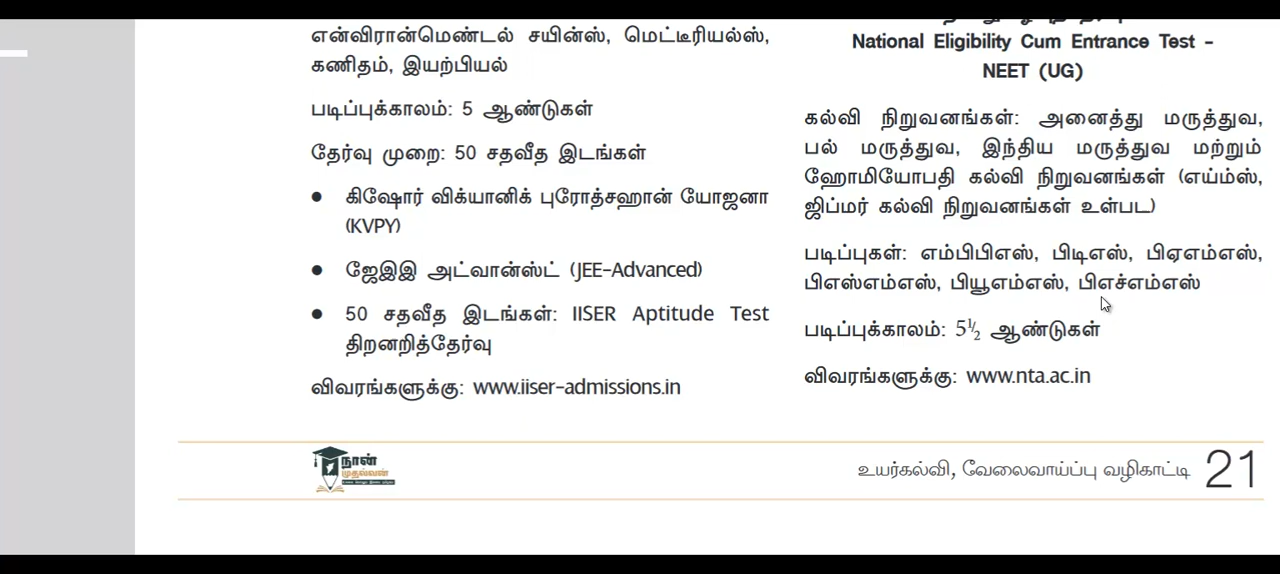 என்விரான்மெண்டல் சயின்ஸ், மெட்டீரியல்ஸ்,
கணிதம், இயற்பியல்
படிப்புக்காலம்: 5 ஆண்டுகள்
தேர்வு முறை: 50 சதவீத இடங்கள்
● கிஷோர் விக்யானிக் புரோத்சஹான் யோஜனா
(KVPY)
● ஜேஇஇ அட்வான்ஸ்ட் (JEE-Advanced)
● 50 சதவீத இடங்கள்: IISER Aptitude Test
திறனறித்தேர்வு
விவரங்களுக்கு: www.iiser-admissions.in
National Eligibility Cum Entrance Test -
NEET (UG)
கல்வி நிறுவனங்கள்: அனைத்து மருத்துவ,
பல் மருத்துவ, இந்திய மருத்துவ மற்றும்
ஹோமியோபதி கல்வி நிறுவனங்கள் (எய்ம்ஸ்,
ஜிப்மர் கல்வி நிறுவனங்கள் உள்பட)
படிப்புகள்: எம்பிபிஎஸ், பிடிஎஸ், பிஏஎம்எஸ்,
பிஎஸ்எம்எஸ், பியூஎம்எஸ், பிஎச்எம்எஸ்
படிப்புக்காலம்: 5½ ஆண்டுகள்
விவரங்களுக்கு: www.nta.ac.in
நான்
முதல்வன்
உயர்கல்வி, வேலைவாய்ப்பு வழிகாட்டி 21